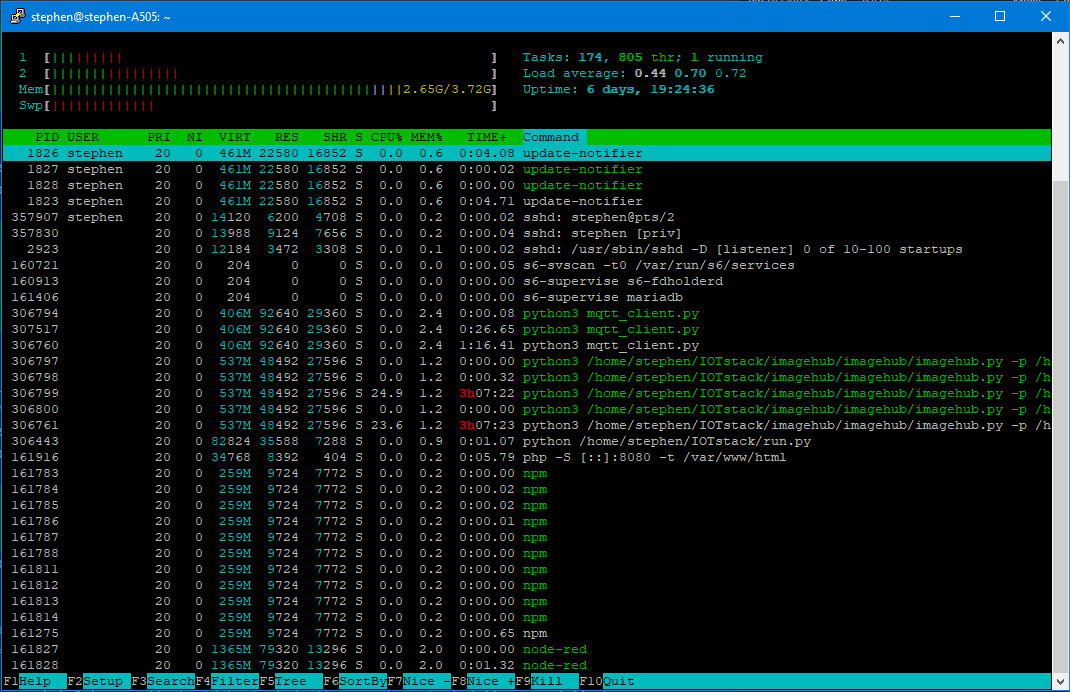 stephen@stephen-A505: ~
1 [||||||||| ] Tasks: 174, 805 thr; 1 running
2 [|||||||||||||||| ] Load average: 0.44 0.70 0.72
Mem[||||||||||||||||||||||||||||||||||||||||||||2.65G/3.72G] Uptime: 6 days, 19:24:36
Swp[||||||||||||| ]
PID USER PRI NI VIRT RES SHR S CPU% MEM% TIME+ Command
1826 stephen 20 0 461M 22580 16852 S 0.0 0.6 0:04.08 update-notifier
1827 stephen 20 0 461M 22580 16852 S 0.0 0.6 0:00.02 update-notifier
1828 stephen 20 0 461M 22580 16852 S 0.0 0.6 0:00.00 update-notifier
1823 stephen 20 0 461M 22580 16852 S 0.0 0.6 0:04.71 update-notifier
357907 stephen 20 0 14120 6200 4708 S 0.0 0.2 0:00.02 sshd: stephen@pts/2
357830 20 0 13988 9124 7656 S 0.0 0.2 0:00.04 sshd: stephen [priv]
2923 20 0 12184 3472 3308 S 0.0 0.1 0:00.02 sshd: /usr/sbin/sshd -D [listener] 0 of 10-100 startups
160721 20 0 204 0 0 S 0.0 0.0 0:00.05 s6-svscan -t0 /var/run/s6/services
160913 20 0 204 0 0 S 0.0 0.0 0:00.00 s6-supervise s6-fdholderd
161406 20 0 204 0 0 S 0.0 0.0 0:00.00 s6-supervise mariadb
306794 20 0 406M 92640 29360 S 0.0 2.4 0:00.08 python3 mqtt_client.py
307517 20 0 406M 92640 29360 S 0.0 2.4 0:26.65 python3 mqtt_client.py
306760 20 0 406M 92640 29360 S 0.0 2.4 1:16.41 python3 mqtt_client.py
306797 20 0 537M 48492 27596 S 0.0 1.2 0:00.00 python3 /home/stephen/IOTstack/imagehub/imagehub/imagehub.py -p /h
306798 20 0 537M 48492 27596 S 0.0 1.2 0:00.32 python3 /home/stephen/IOTstack/imagehub/imagehub/imagehub.py -p /h
306799 20 0 537M 48492 27596 S 24.9 1.2 3h07:22 python3 /home/stephen/IOTstack/imagehub/imagehub/imagehub.py -p /h
306800 20 0 537M 48492 27596 S 0.0 1.2 0:00.00 python3 /home/stephen/IOTstack/imagehub/imagehub/imagehub.py -p /h
306761 20 0 537M 48492 27596 S 23.6 1.2 3h07:23 python3 /home/stephen/IOTstack/imagehub/imagehub/imagehub.py -p /h
306443 20 0 82824 35588 7288 S 0.0 0.9 0:01.07 python /home/stephen/IOTstack/run.py
161916 20 0 34768 8392 404 S 0.0 0.2 0:05.79 php -S [::]:8080 -t /var/www/html
161783 20 0 259M 9724 7772 S 0.0 0.2 0:00.00 npm
161784 20 0 259M 9724 7772 S 0.0 0.2 0:00.02 npm
161785 20 0 259M 9724 7772 S 0.0 0.2 0:00.02 npm
161786 20 0 259M 9724 7772 S 0.0 0.2 0:00.01 npm
161787 20 0 259M 9724 7772 S 0.0 0.2 0:00.00 npm
161788 20 0 259M 9724 7772 S 0.0 0.2 0:00.00 npm
161811 20 0 259M 9724 7772 S 0.0 0.2 0:00.00 npm
161812 20 0 259M 9724 7772 S 0.0 0.2 0:00.00 npm
161813 20 0 259M 9724 7772 S 0.0 0.2 0:00.00 npm
161814 20 0 259M 9724 7772 S 0.0 0.2 0:00.00 npm
161275 20 0 259M 9724 7772 S 0.0 0.2 0:00.65 npm
161827 20 0 1365M 79320 13296 S 0.0 2.0 0:00.00 node-red
161828 20 0 1365M 79320 13296 S 0.0 2.0 0:01.32 node-red
F1Help F2Setup F3SearchF4FilterF5Tree F6SortByF7Nice -F8Nice +F9Kill F10Quit